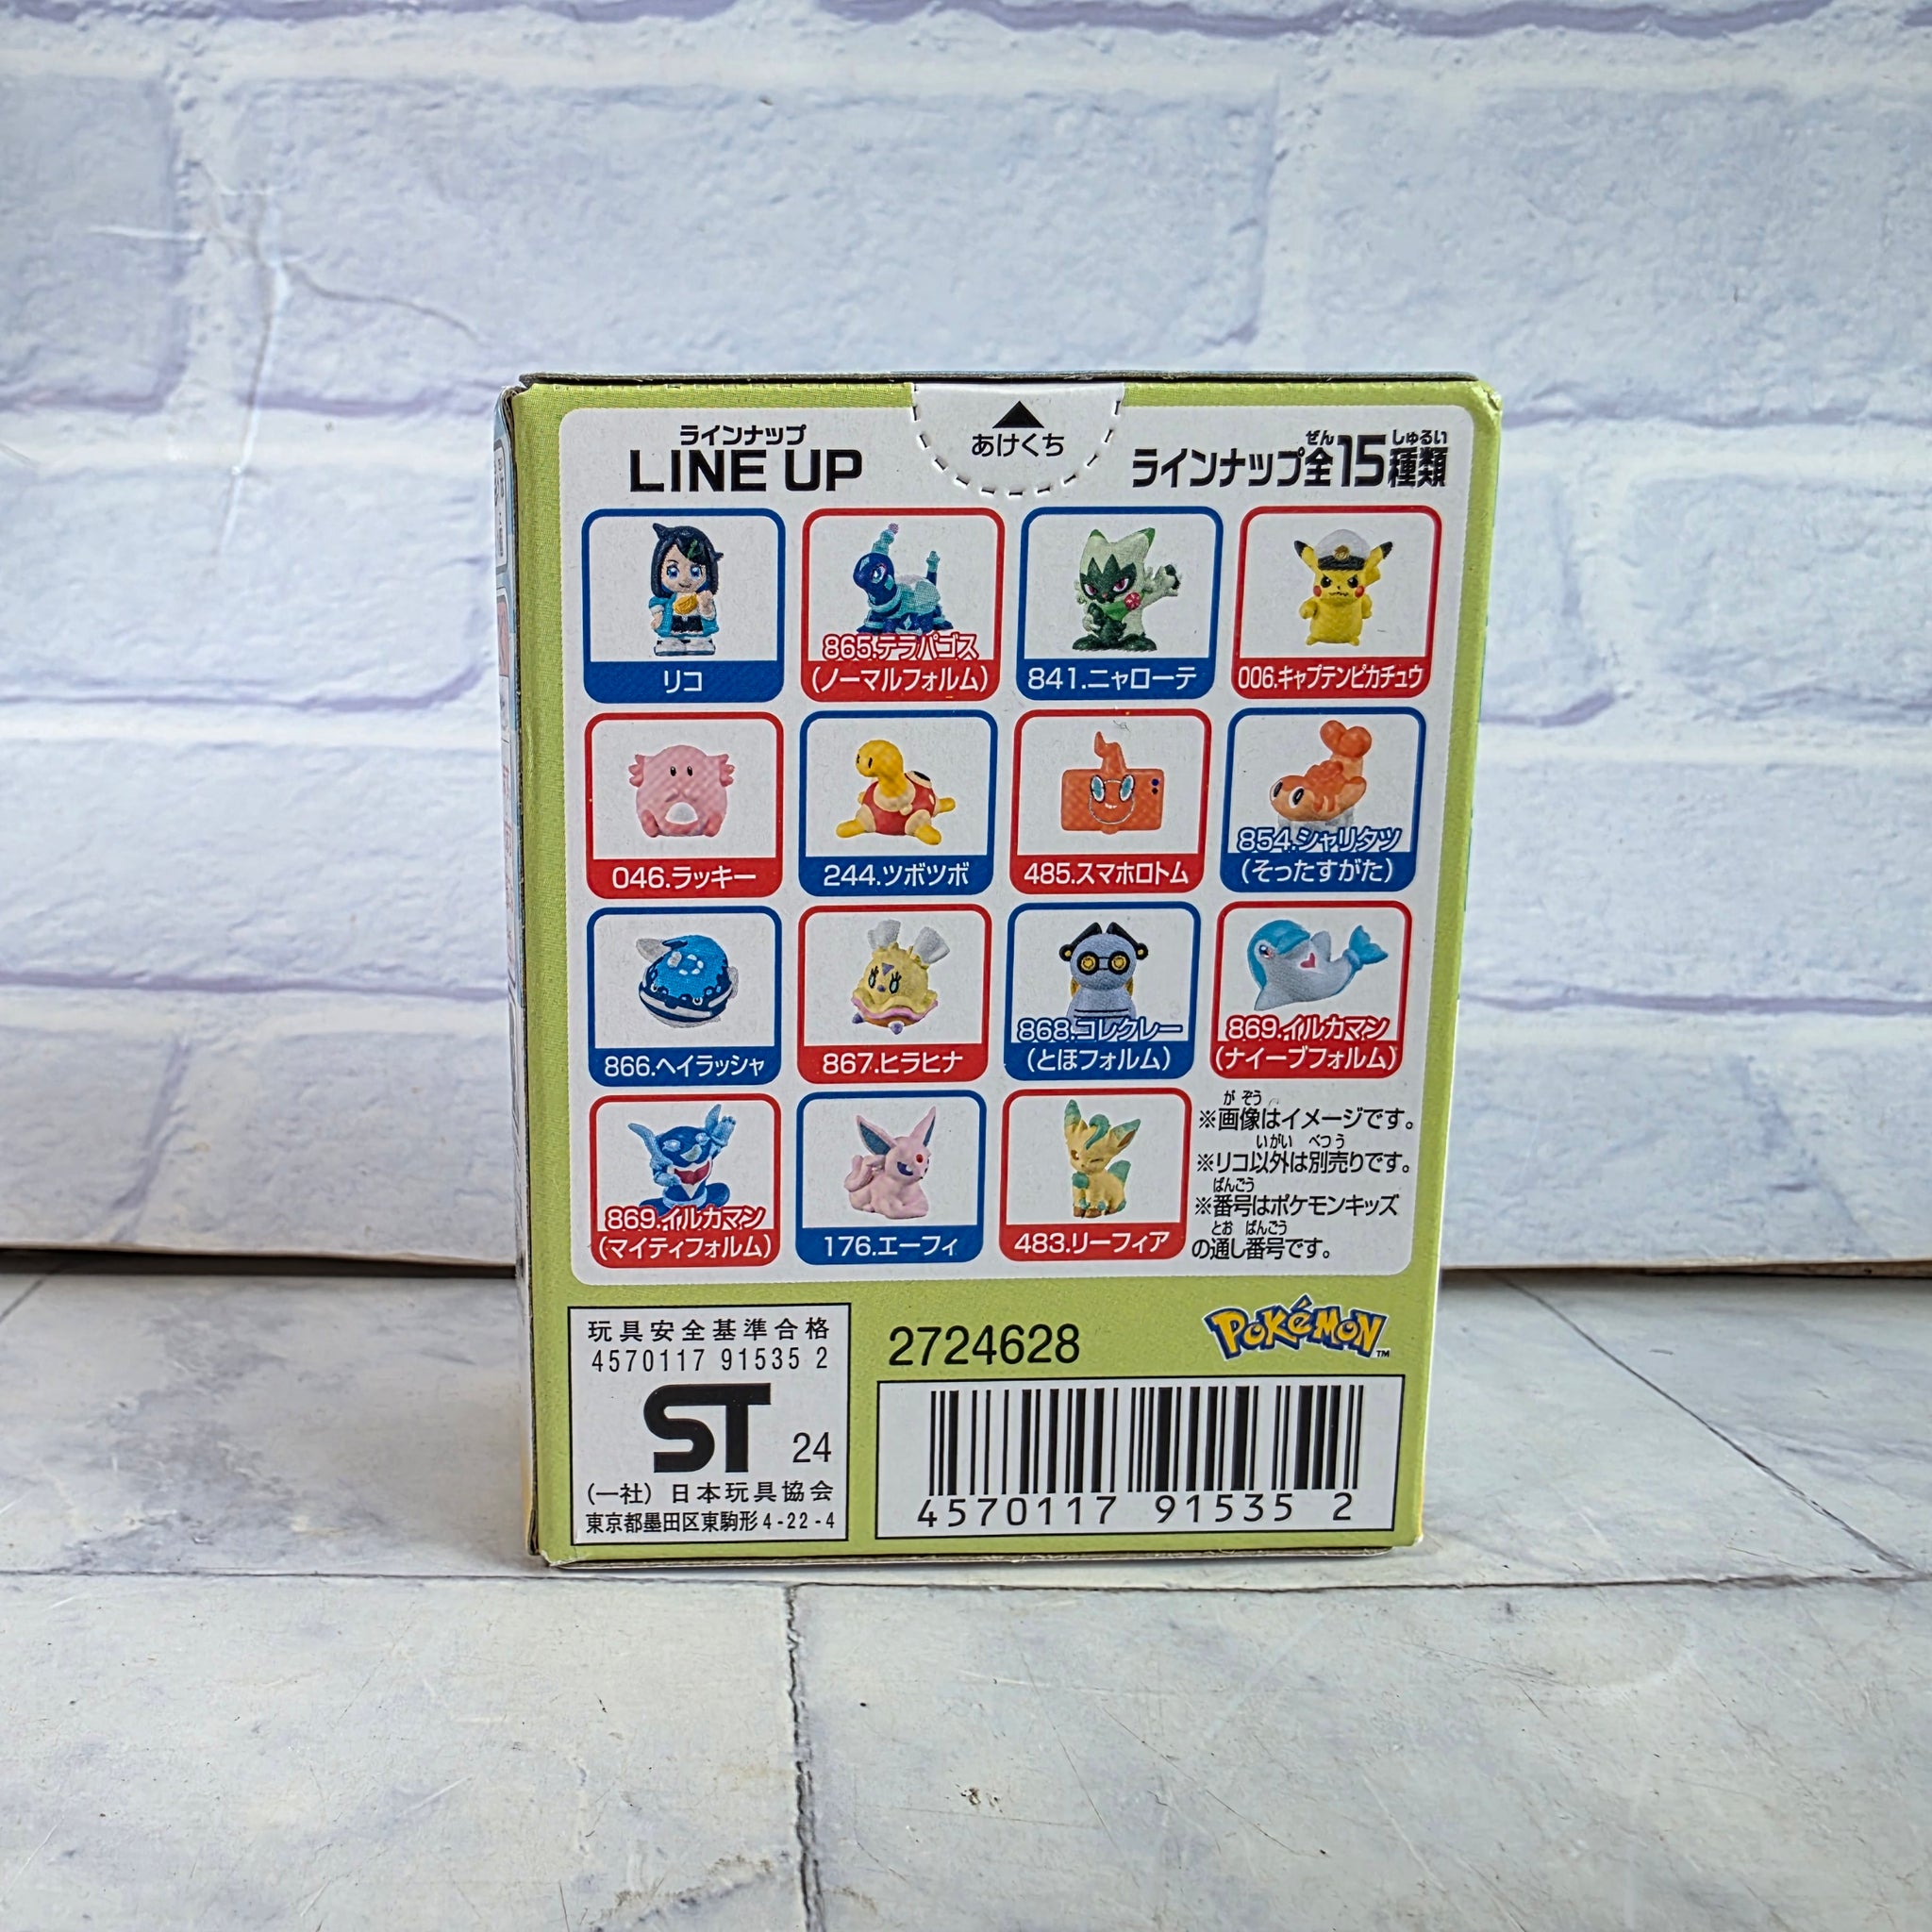 ラインナップ
LINE UP
あけくち
ぜん しゅるい
ラインナップ全15種類
リコ
865.テラパゴス
(ノーマルフォルム)
841.ニャローテ
006.キャプテンピカチュウ
046.ラッキー
244.ツボツボ
485.スマホロトム
854.シャリタツ
(そったすがた)
866.ヘイラッシャ
867.ヒラヒナ
868.コレクレー
(とほフォルム)
869.イルカマン
(ナイーブフォルム)
869.イルカマン
(マイティフォルム)
176.エーフィ
483.リーフィア
がぞう
※画像はイメージです。
いがい べつう
※リコ以外は別売りです。
ばんごう
※番号はポケモンキッズ
とお ばんごう
の通し番号です。
玩具安全基準合格
4570117 91535 2
ST 24
(一社) 日本玩具協会
東京都墨田区東駒形4-22-4
2724628
POKéMON™
4570117 91535 2